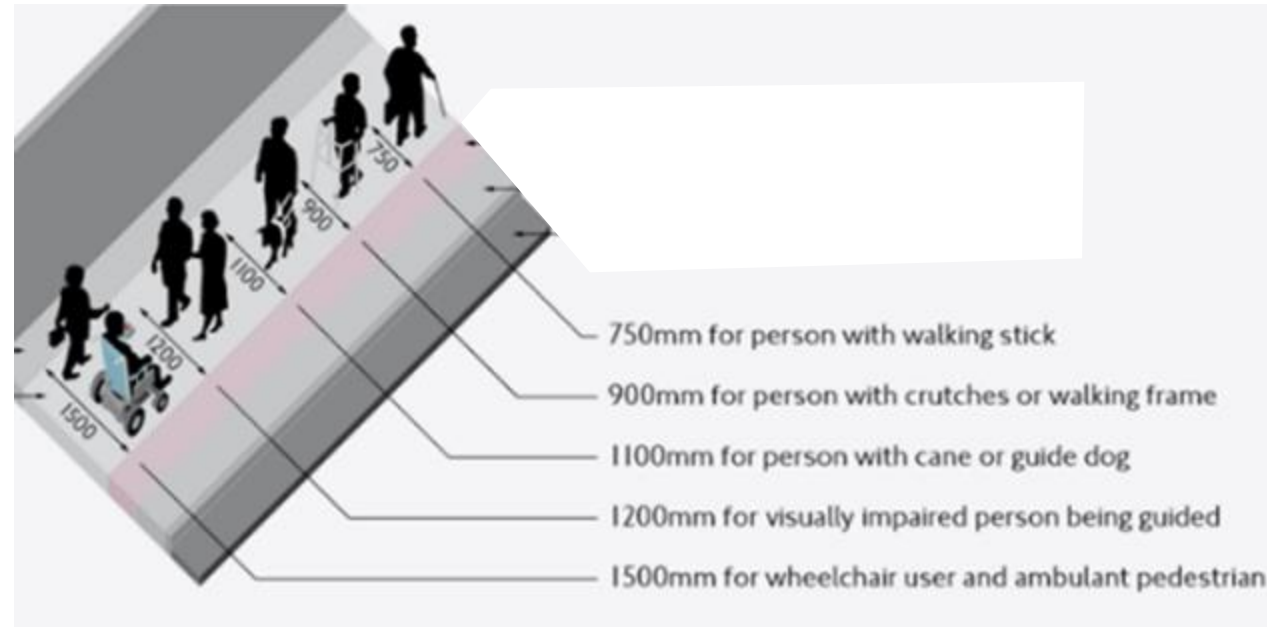 750
900
1100
1200
1500
750mm for person with walking stick
900mm for person with crutches or walking frame
1100mm for person with cane or guide dog
1200mm for visually impaired person being guided
1500mm for wheelchair user and ambulant pedestrian